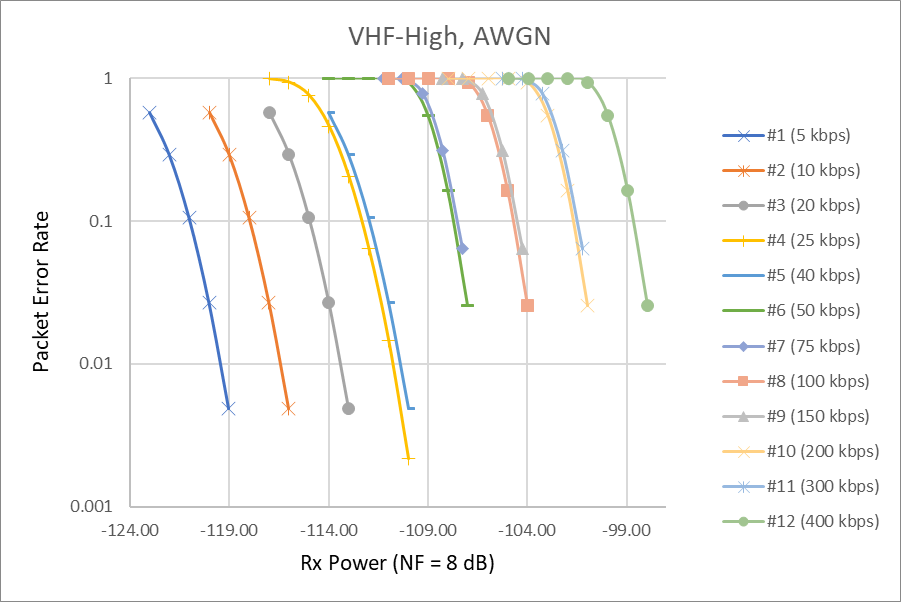 VHF-High, AWGN
1
0.1
0.01
0.001
Packet Error Rate
-124.00 -119.00 -114.00 -109.00 -104.00 -99.00
Rx Power (NF = 8 dB)
#1 (5 kbps)
#2 (10 kbps)
#3 (20 kbps)
#4 (25 kbps)
#5 (40 kbps)
#6 (50 kbps)
#7 (75 kbps)
#8 (100 kbps)
#9 (150 kbps)
#10 (200 kbps)
#11 (300 kbps)
#12 (400 kbps)